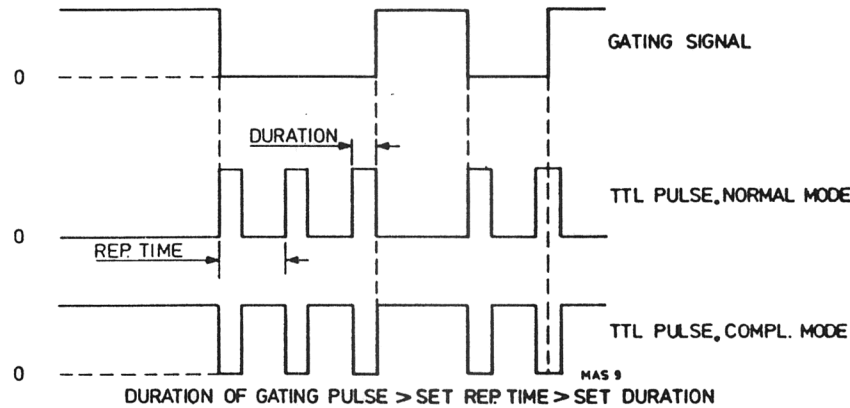 GATING SIGNAL
0
DURATION
TTL PULSE, NORMAL MODE
0
REP. TIME
TTL PULSE, COMPL. MODE
0
MAS 9
DURATION OF GATING PULSE > SET REP. TIME > SET DURATION